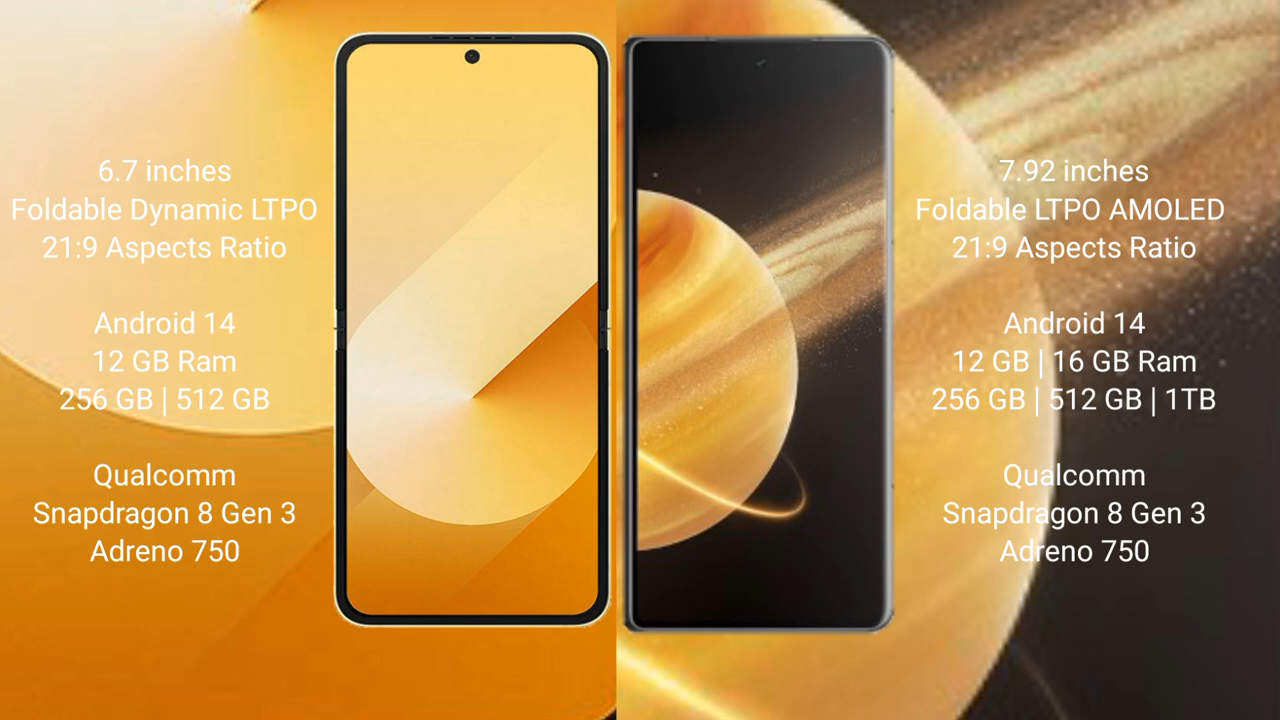 6.7 inches
Foldable Dynamic LTPO
21:9 Aspects Ratio
Android 14
12 GB Ram
256 GB | 512 GB
Qualcomm
Snapdragon 8 Gen 3
Adreno 750
7.92 inches
Foldable LTPO AMOLED
21:9 Aspects Ratio
Android 14
12 GB | 16 GB Ram
256 GB | 512 GB | 1TB
Qualcomm
Snapdragon 8 Gen 3
Adreno 750